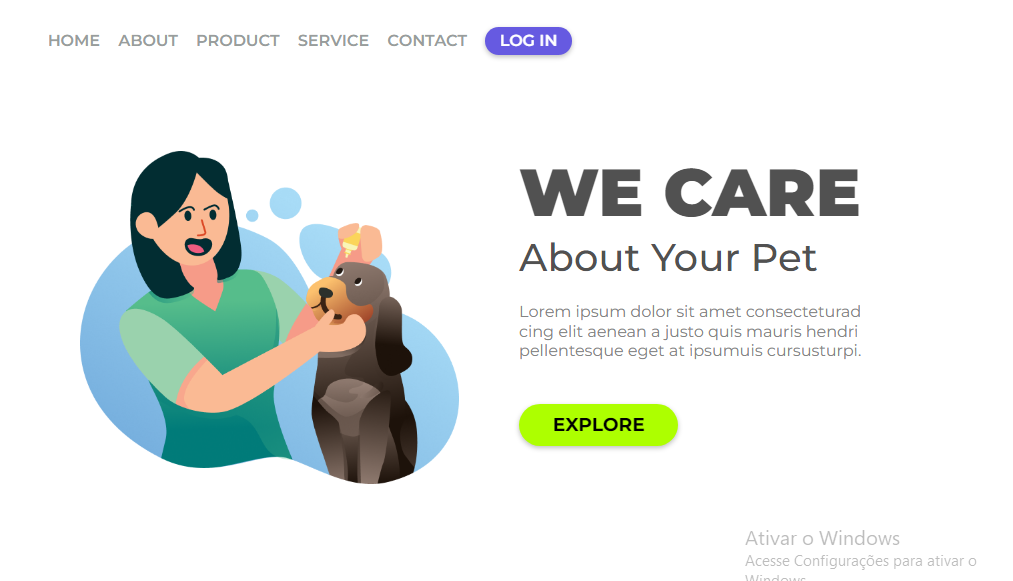 HOME ABOUT PRODUCT SERVICE CONTACT LOG IN
WE CARE
About Your Pet
Lorem ipsum dolor sit amet consecteturad
cing elit aenean a justo quis mauris hendri
pellentesque eget at ipsumuis cursusturpi.
EXPLORE
Ativar o Windows
Acesse Configurações para ativar o
Windows.